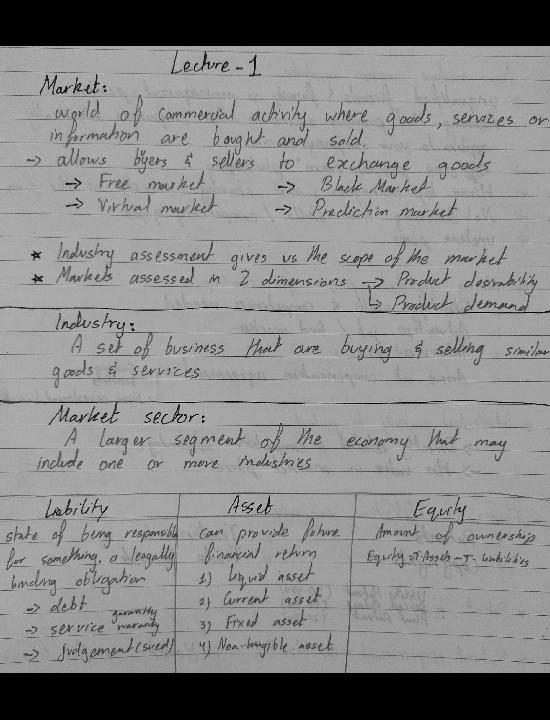 Lecture - 1
Market:
world of commercial activity where goods, services or
information are bought and sold.
→ allows byers & sellers to exchange goods
→ Free market → Black Market
→ Virtual market → Prediction market
★ Industry assessment gives us the scope of the market
★ Markets assessed in 2 dimensions → Product desirability
↳ Product demand
Industry:
A set of business that are buying & selling similar
goods & services
Market sector:
A larger segment of the economy that may
include one or more industries
Liability
state of being responsible
for something, a leagally
binding obligation
→ debt
→ service guaranty warranty
→ judgement (sued)
Asset
can provide future
financial return
1) Liquid asset
2) Current asset
3) Fixed asset
4) Non-tangible asset
Equity
Amount of ownership
Equity = T. Assets - T. Liabilities